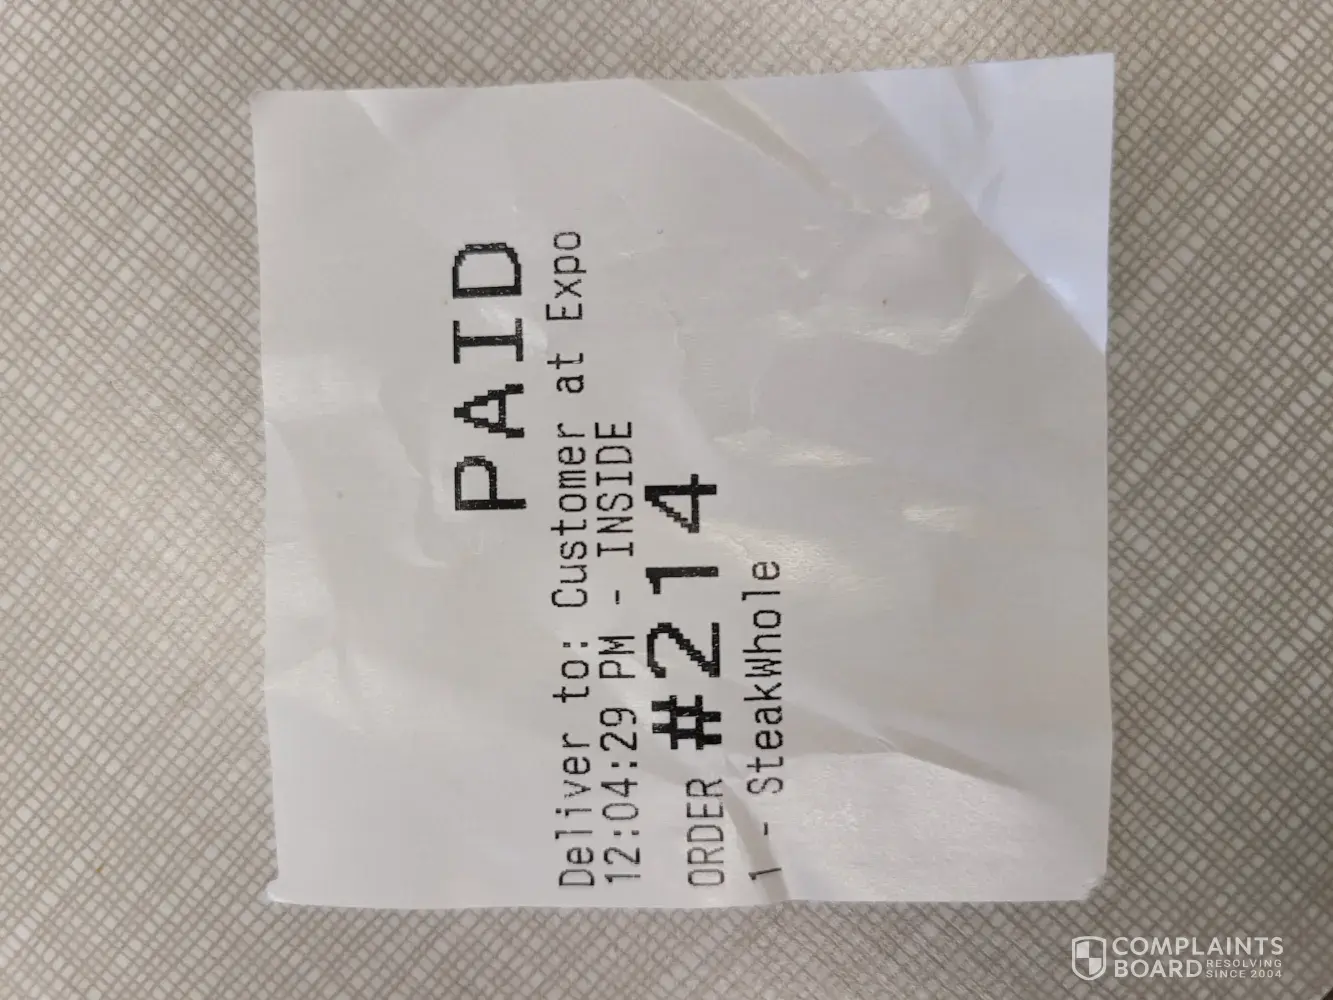 PAID
Deliver to: Customer at Expo
12:04:29 PM - INSIDE
ORDER #214
1 - SteakWhole
COMPLAINTS
BOARD RESOLVING
SINCE 2004